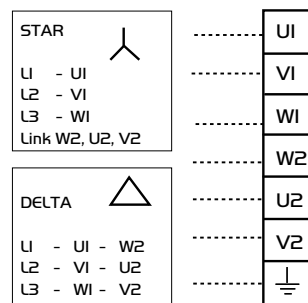 STAR
L1 - U1
L2 - V1
L3 - W1
Link W2, U2, V2
DELTA
L1 - U1 - W2
L2 - V1 - U2
L3 - W1 - V2
U1
V1
W1
W2
U2
V2